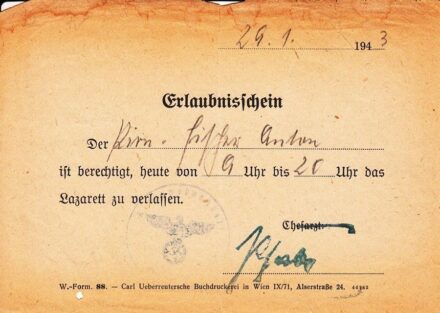 29. 1. 1943
Erlaubnisschein
Der Pion. Fischer Anton
ist berechtigt, heute von 9 Uhr bis 20 Uhr das
Lazarett zu verlassen.
Chefarzt
W.-Form. 88. — Carl Ueberreutersche Buchdruckerei in Wien IX/71, Alserstraße 24.